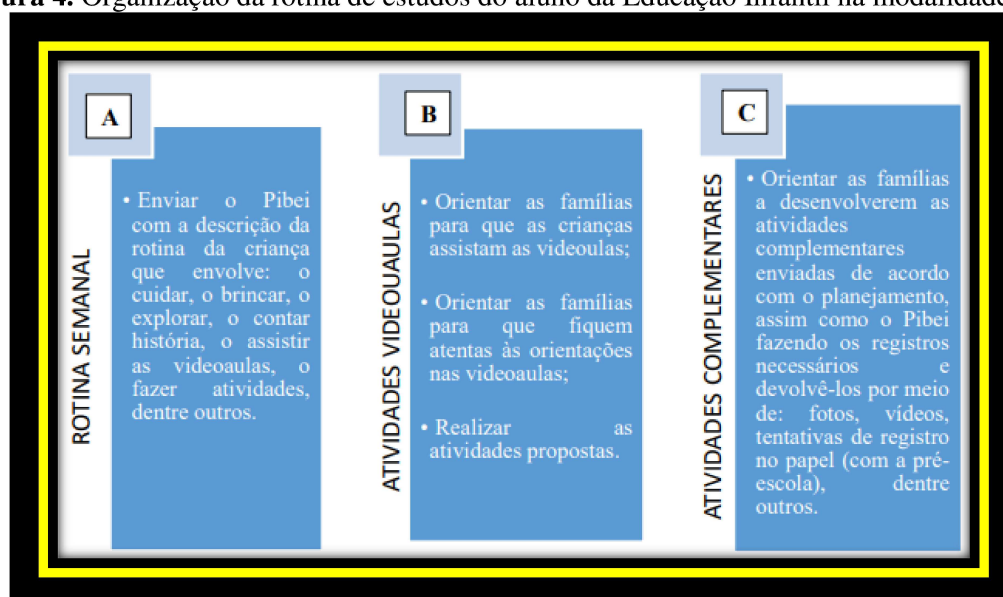 ura 4. Organização da rotina de estudos do aluno da Educação Infantil na modalidade
A
ROTINA SEMANAL
• Enviar o Pibei
com a descrição da
rotina da criança
que envolve: o
cuidar, o brincar, o
explorar, o contar
história, o assistir
as videoaulas, o
fazer atividades,
dentre outros.
B
ATIVIDADES VIDEOUAULAS
• Orientar as famílias
para que as crianças
assistam as videoulas;
• Orientar as famílias
para que fiquem
atentas às orientações
nas videoaulas;
• Realizar as
atividades propostas.
C
ATIVIDADES COMPLEMENTARES
• Orientar as famílias
a desenvolverem as
atividades
complementares
enviadas de acordo
com o planejamento,
assim como o Pibei
fazendo os registros
necessários e
devolvê-los por meio
de: fotos, vídeos,
tentativas de registro
no papel (com a pré-
escola), dentre
outros.